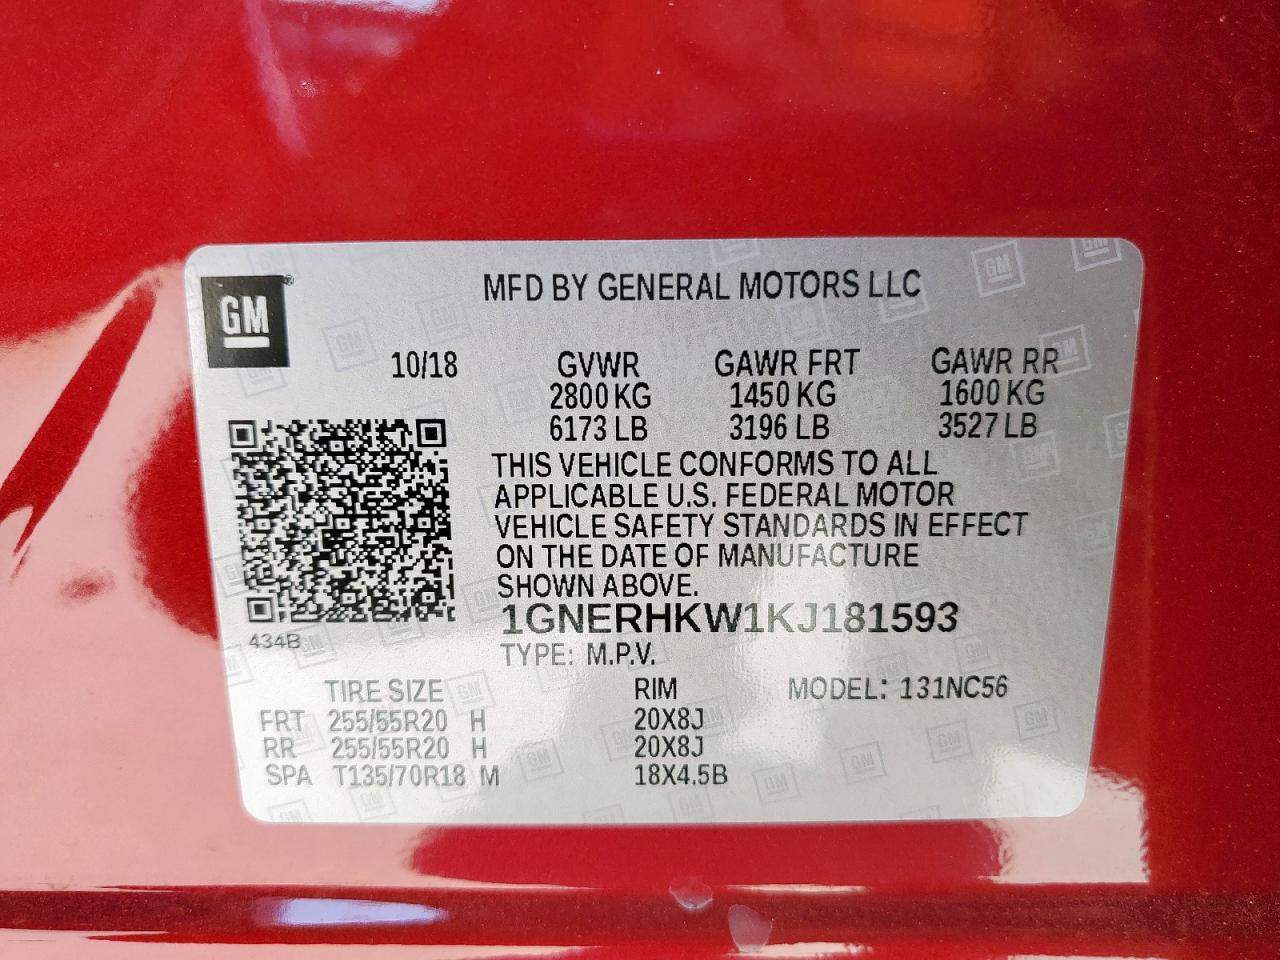 GM®
MFD BY GENERAL MOTORS LLC
10/18 GVWR GAWR FRT GAWR RR
2800 KG 1450 KG 1600 KG
6173 LB 3196 LB 3527 LB
THIS VEHICLE CONFORMS TO ALL
APPLICABLE U.S. FEDERAL MOTOR
VEHICLE SAFETY STANDARDS IN EFFECT
ON THE DATE OF MANUFACTURE
SHOWN ABOVE.
434B
1GNERHKW1KJ181593
TYPE: M.P.V.
TIRE SIZE RIM MODEL: 131NC56
FRT 255/55R20 H 20X8J
RR 255/55R20 H 20X8J
SPA T135/70R18 M 18X4.5B